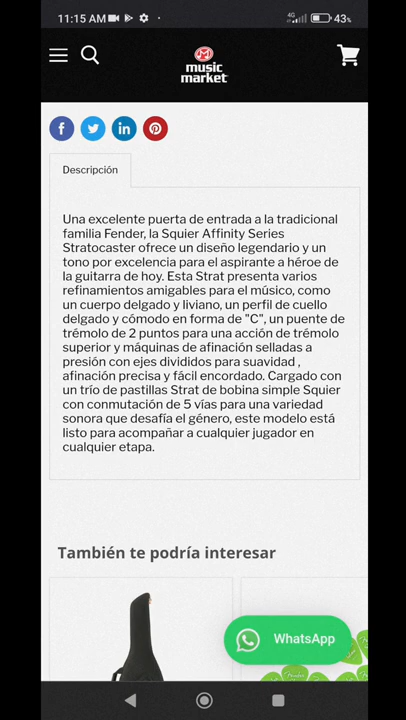 11:15 AM
4G
43%
music
market
Descripción
Una excelente puerta de entrada a la tradicional
familia Fender, la Squier Affinity Series
Stratocaster ofrece un diseño legendario y un
tono por excelencia para el aspirante a héroe de
la guitarra de hoy. Esta Strat presenta varios
refinamientos amigables para el músico, como
un cuerpo delgado y liviano, un perfil de cuello
delgado y cómodo en forma de "C", un puente de
trémolo de 2 puntos para una acción de trémolo
superior y máquinas de afinación selladas a
presión con ejes divididos para suavidad ,
afinación precisa y fácil encordado. Cargado con
un trío de pastillas Strat de bobina simple Squier
con conmutación de 5 vías para una variedad
sonora que desafía el género, este modelo está
listo para acompañar a cualquier jugador en
cualquier etapa.
También te podría interesar
WhatsApp
Fender